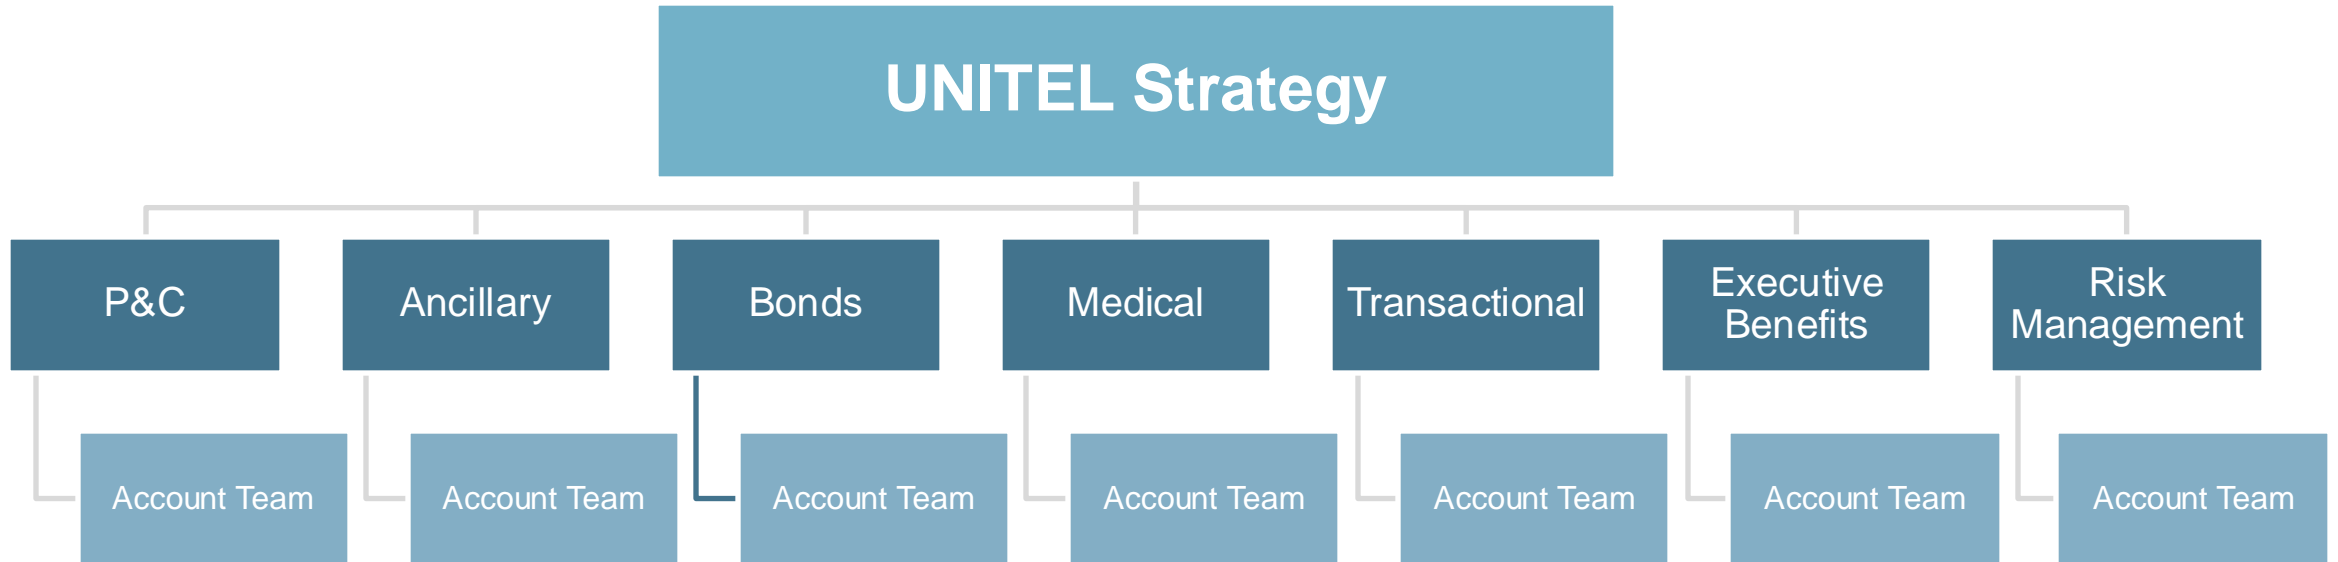 UNITEL Strategy
P&C
Ancillary
Bonds
Medical
Transactional
Executive
Benefits
Risk
Management
Account Team
Account Team
Account Team
Account Team
Account Team
Account Team
Account Team